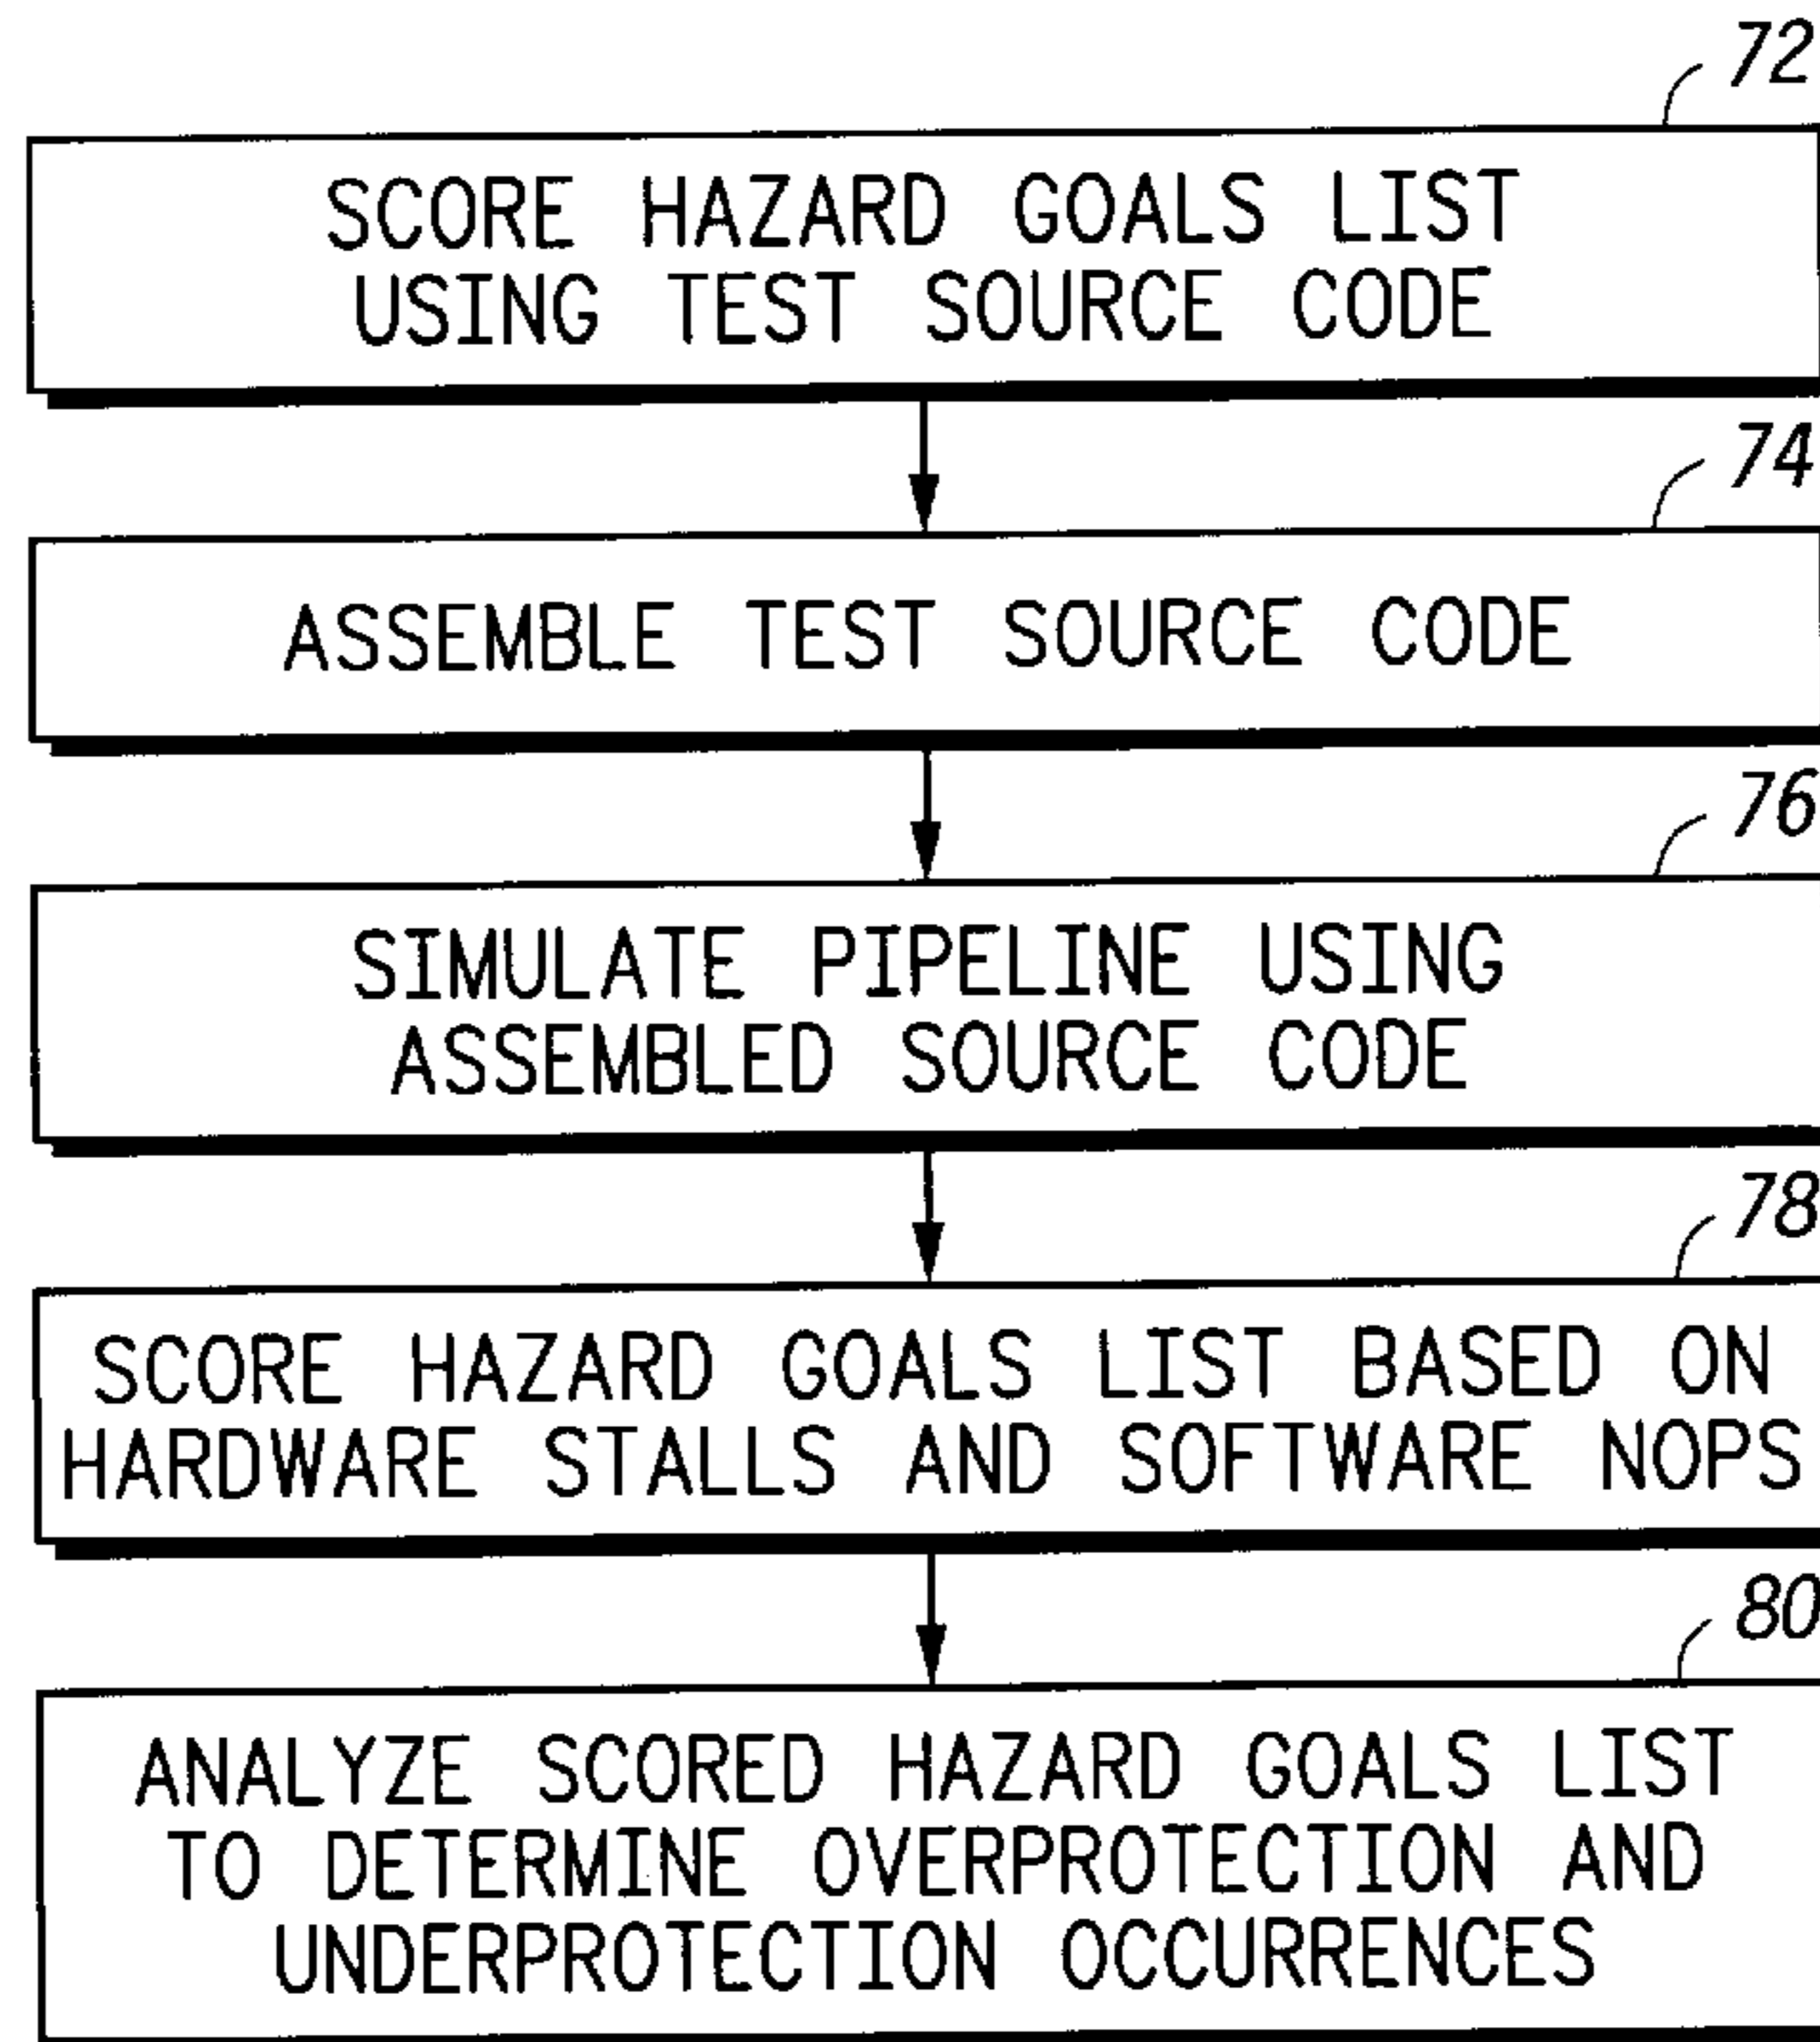 72
SCORE HAZARD GOALS LIST
USING TEST SOURCE CODE
74
ASSEMBLE TEST SOURCE CODE
76
SIMULATE PIPELINE USING
ASSEMBLED SOURCE CODE
78
SCORE HAZARD GOALS LIST BASED ON
HARDWARE STALLS AND SOFTWARE NOPS
80
ANALYZE SCORED HAZARD GOALS LIST
TO DETERMINE OVERPROTECTION AND
UNDERPROTECTION OCCURRENCES